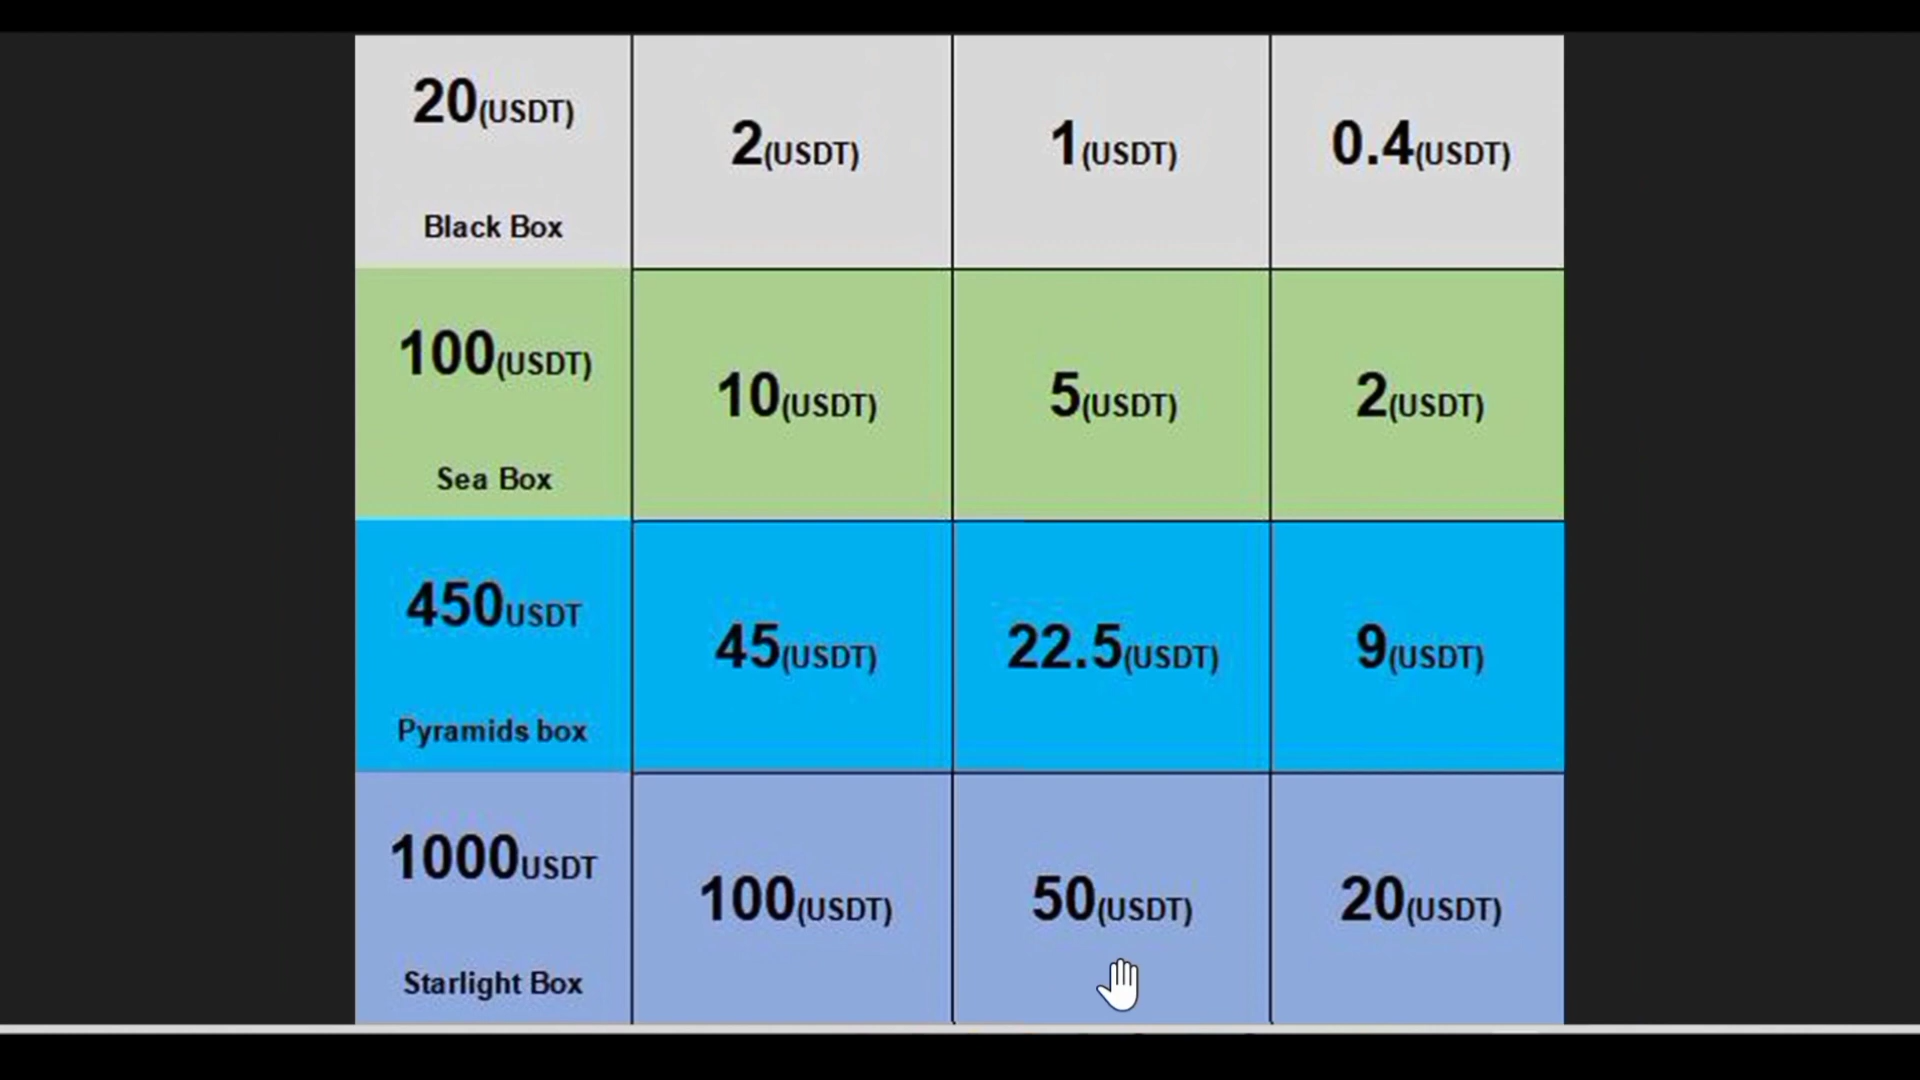 20(USDT)
Black Box
2(USDT)
1(USDT)
0.4(USDT)
100(USDT)
Sea Box
10(USDT)
5(USDT)
2(USDT)
450USDT
Pyramids box
45(USDT)
22.5(USDT)
9(USDT)
1000USDT
Starlight Box
100(USDT)
50(USDT)
20(USDT)